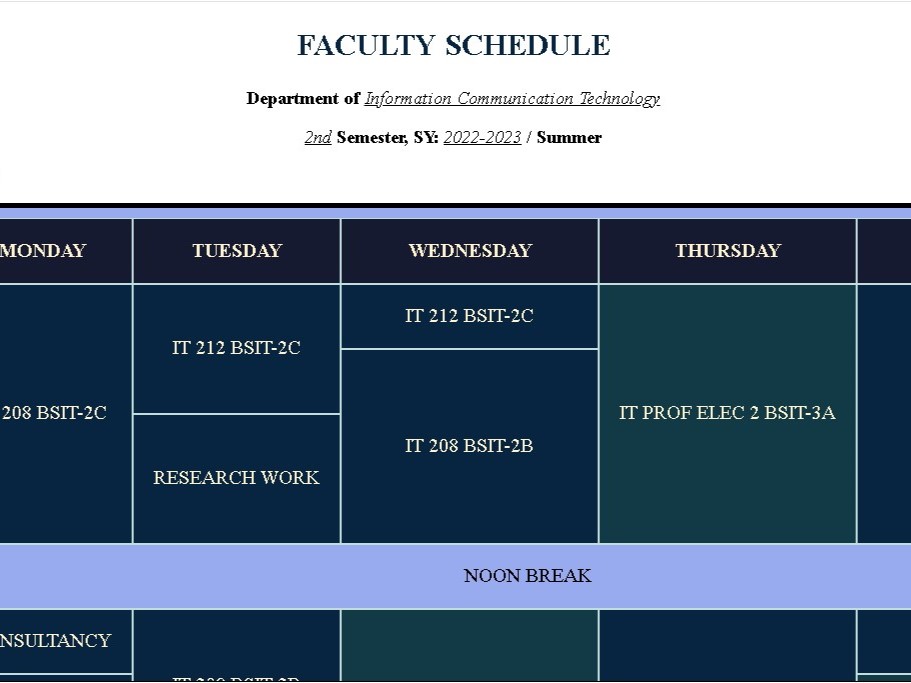 FACULTY SCHEDULE
Department of Information Communication Technology
2nd Semester, SY: 2022-2023 / Summer
MONDAY TUESDAY WEDNESDAY THURSDAY
208 BSIT-2C
IT 212 BSIT-2C
RESEARCH WORK
IT 212 BSIT-2C
IT 208 BSIT-2B
IT PROF ELEC 2 BSIT-3A
NOON BREAK
NSULTANCY